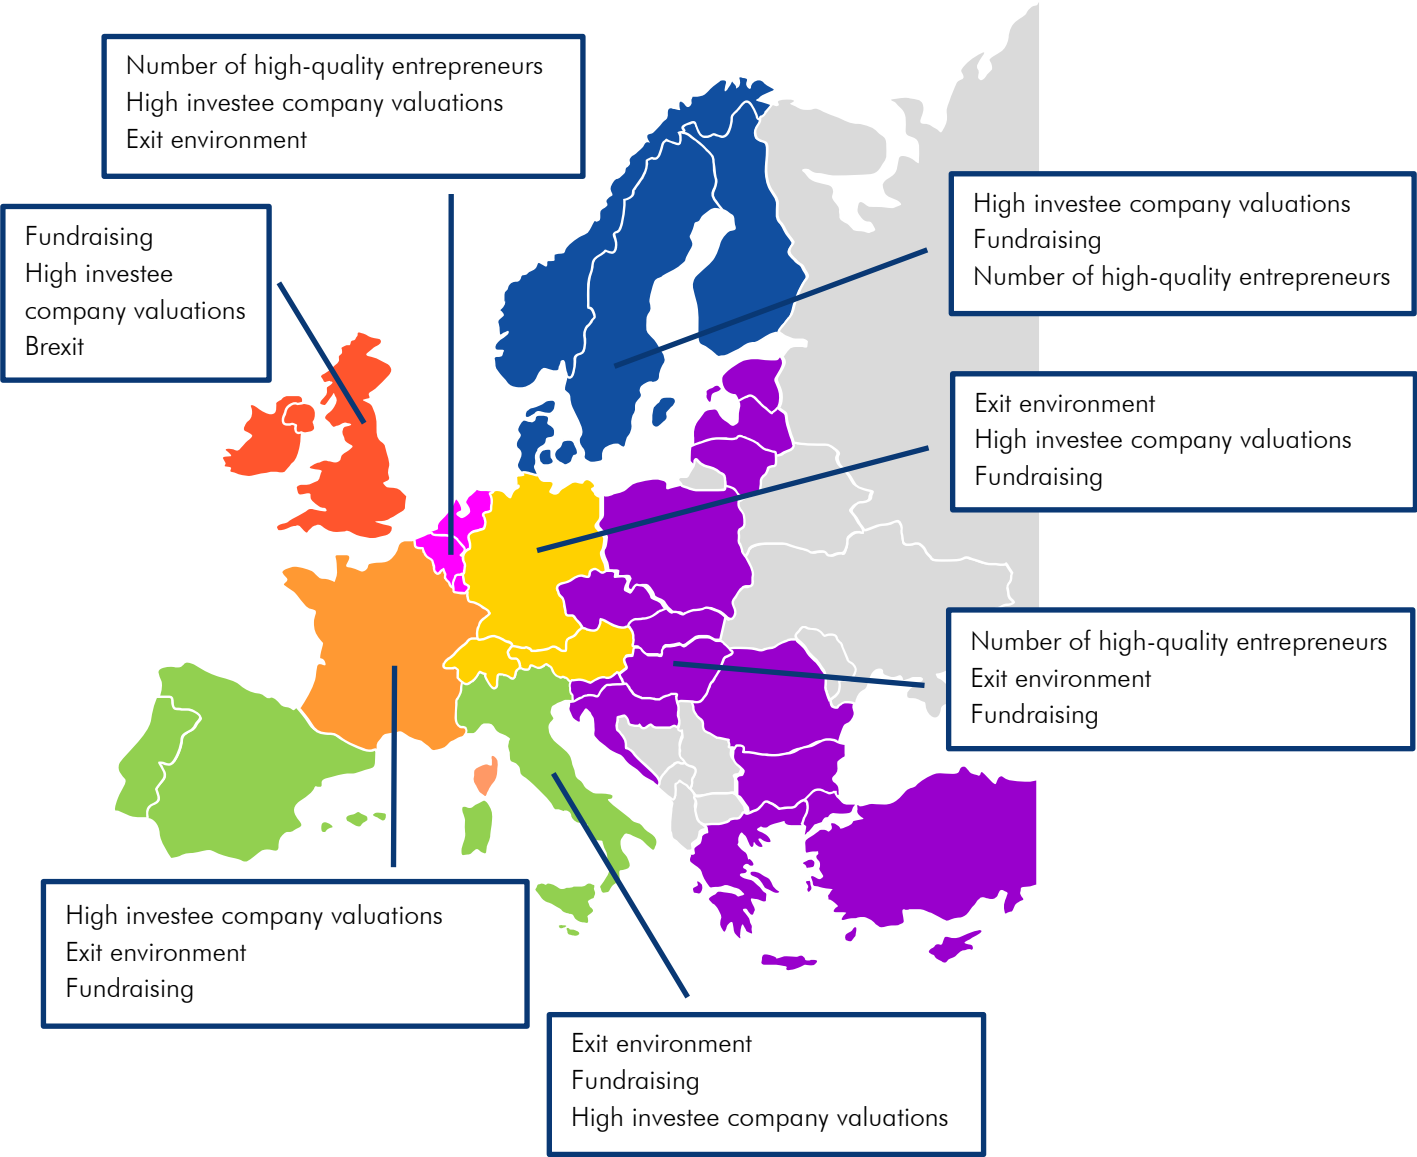 Number of high-quality entrepreneurs
High investee company valuations
Exit environment
Fundraising
High investee
company valuations
Brexit
High investee company valuations
Fundraising
Number of high-quality entrepreneurs
Exit environment
High investee company valuations
Fundraising
Number of high-quality entrepreneurs
Exit environment
Fundraising
High investee company valuations
Exit environment
Fundraising
Exit environment
Fundraising
High investee company valuations